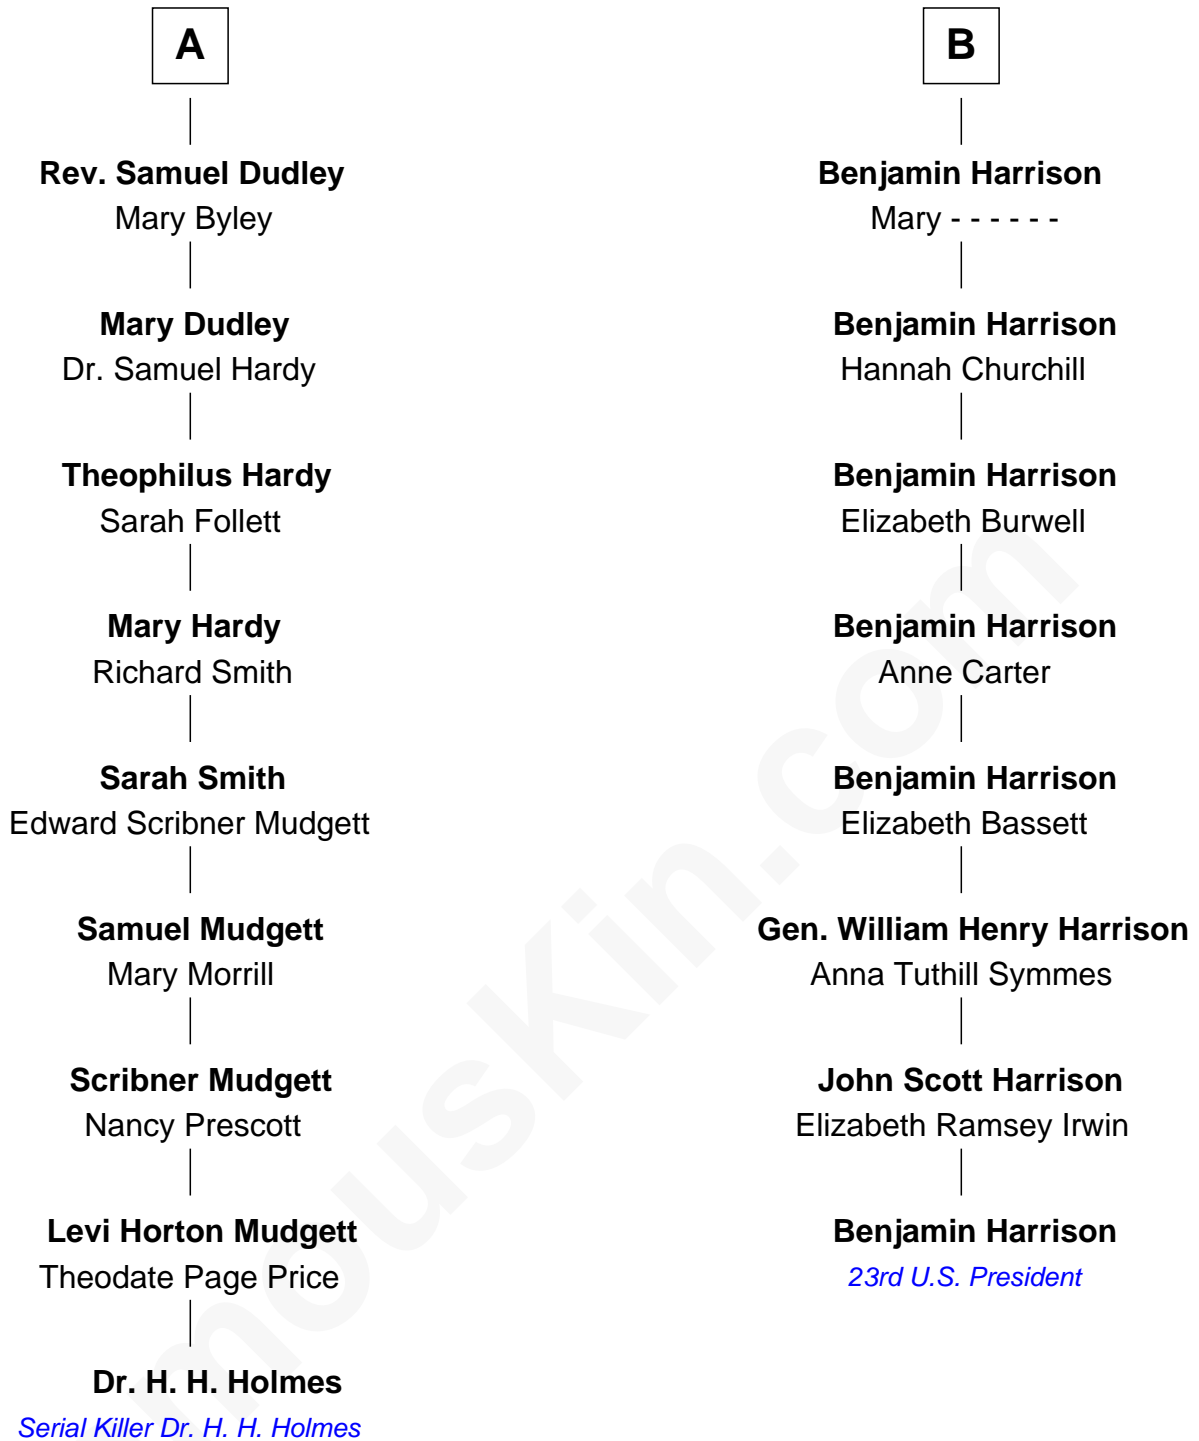 A
Rev. Samuel Dudley
Mary Byley
Mary Dudley
Dr. Samuel Hardy
Theophilus Hardy
Sarah Follett
Mary Hardy
Richard Smith
Sarah Smith
Edward Scribner Mudgett
Samuel Mudgett
Mary Morrill
Scribner Mudgett
Nancy Prescott
Levi Horton Mudgett
Theodate Page Price
Dr. H. H. Holmes
Serial Killer Dr. H. H. Holmes
B
Benjamin Harrison
Mary - - - - - -
Benjamin Harrison
Hannah Churchill
Benjamin Harrison
Elizabeth Burwell
Benjamin Harrison
Anne Carter
Benjamin Harrison
Elizabeth Bassett
Gen. William Henry Harrison
Anna Tuthill Symmes
John Scott Harrison
Elizabeth Ramsey Irwin
Benjamin Harrison
23rd U.S. President
mousKin.com